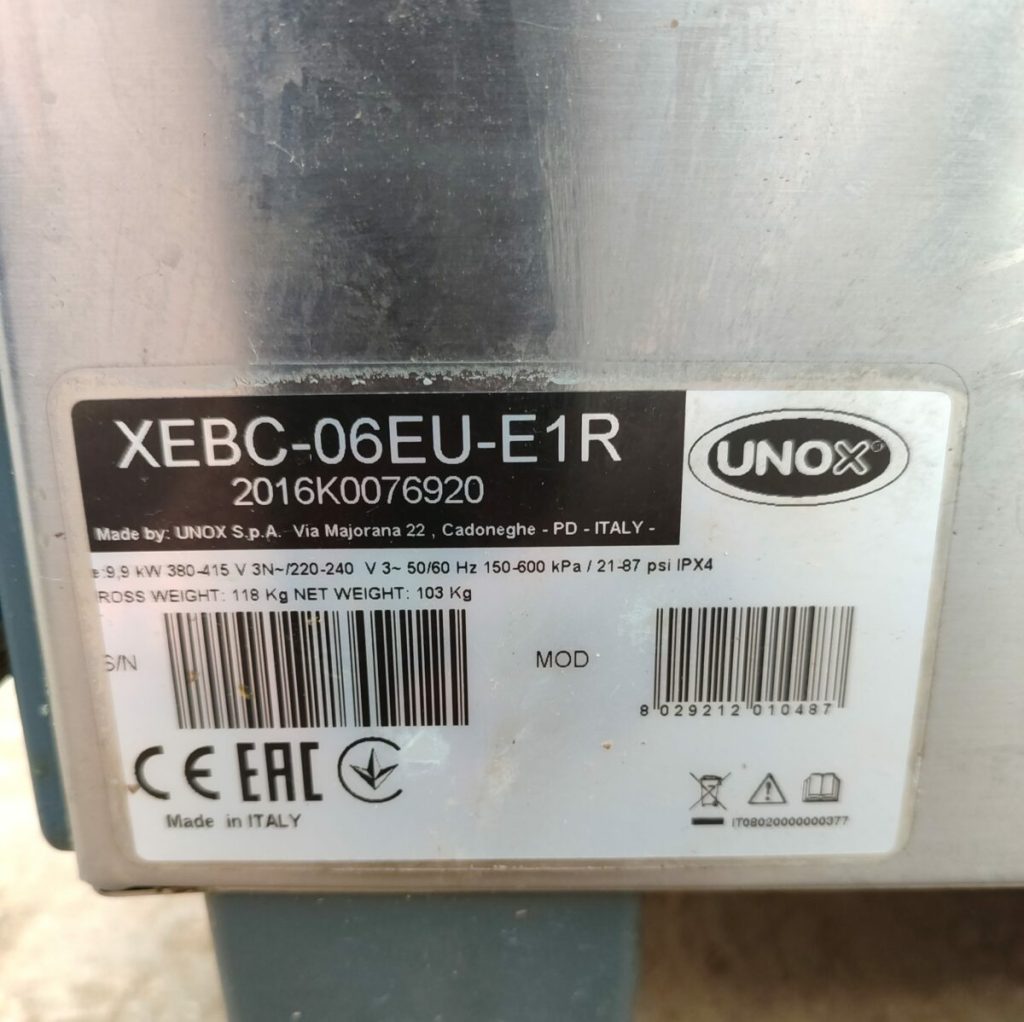 XEBC-06EU-E1R
UNOX®
2016K0076920
Made by: UNOX S.p.A. Via Majorana 22 , Cadoneghe - PD - ITALY -
e:9,9 kW 380-415 V 3N~/220-240 V 3~ 50/60 Hz 150-600 kPa / 21-87 psi IPX4
ROSS WEIGHT: 118 Kg NET WEIGHT: 103 Kg
S/N
MOD
8 029212 010487
CE EAC
Made in ITALY
IT08020000000377